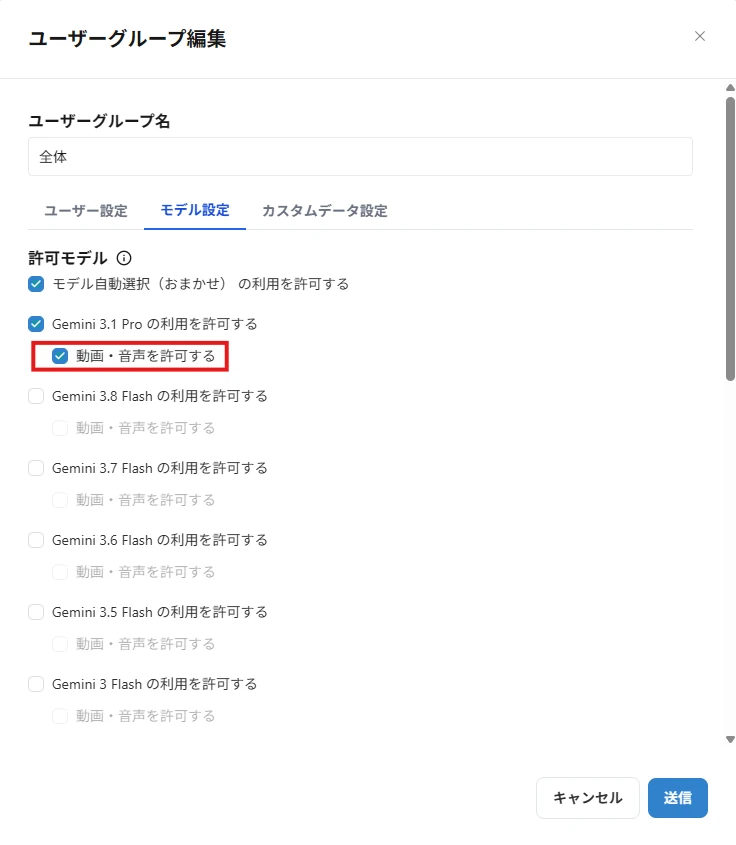 ユーザーグループ編集
ユーザーグループ名
全体
ユーザー設定 モデル設定 カスタムデータ設定
許可モデル
モデル自動選択（おまかせ） の利用を許可する
Gemini 3.1 Pro の利用を許可する
動画・音声を許可する
Gemini 3.8 Flash の利用を許可する
動画・音声を許可する
Gemini 3.7 Flash の利用を許可する
動画・音声を許可する
Gemini 3.6 Flash の利用を許可する
動画・音声を許可する
Gemini 3.5 Flash の利用を許可する
動画・音声を許可する
Gemini 3 Flash の利用を許可する
動画・音声を許可する
キャンセル 送信